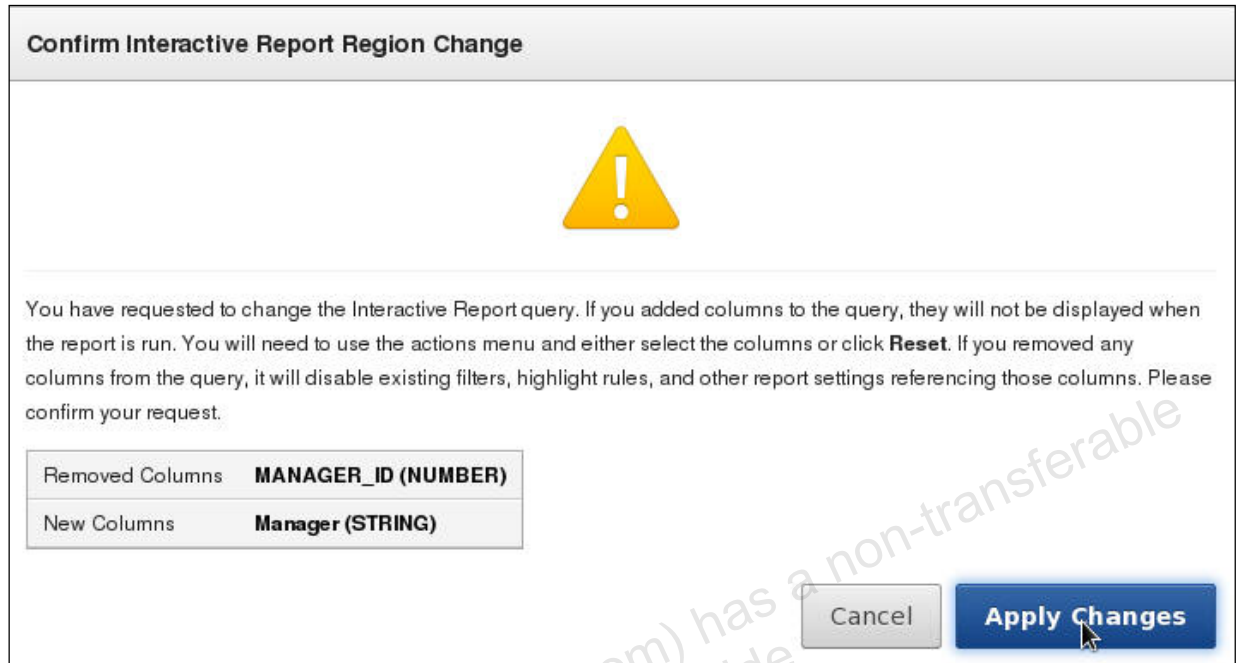 Confirm Interactive Report Region Change
You have requested to change the Interactive Report query. If you added columns to the query, they will not be displayed when
the report is run. You will need to use the actions menu and either select the columns or click Reset. If you removed any
columns from the query, it will disable existing filters, highlight rules, and other report settings referencing those columns. Please
confirm your request.
Removed Columns MANAGER_ID (NUMBER)
New Columns Manager (STRING)
Cancel Apply Changes
om) has a non-transferable